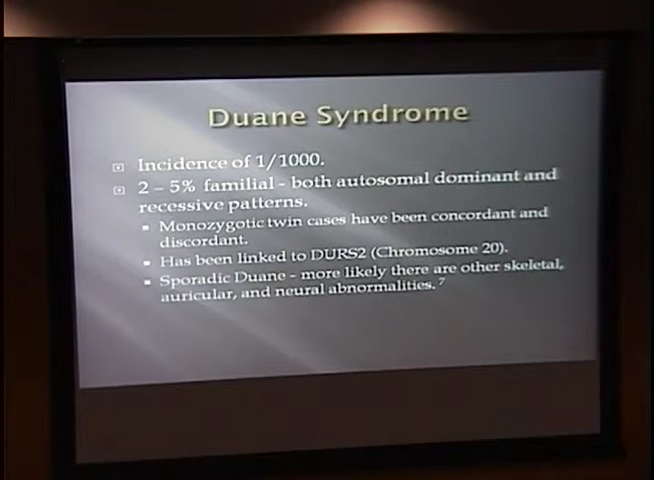 Duane Syndrome
Incidence of 1/1000.
2 – 5% familial - both autosomal dominant and
recessive patterns.
Monozygotic twin cases have been concordant and
discordant.
Has been linked to DURS2 (Chromosome 20).
Sporadic Duane – more likely there are other skeletal,
auricular, and neural abnormalities. 7